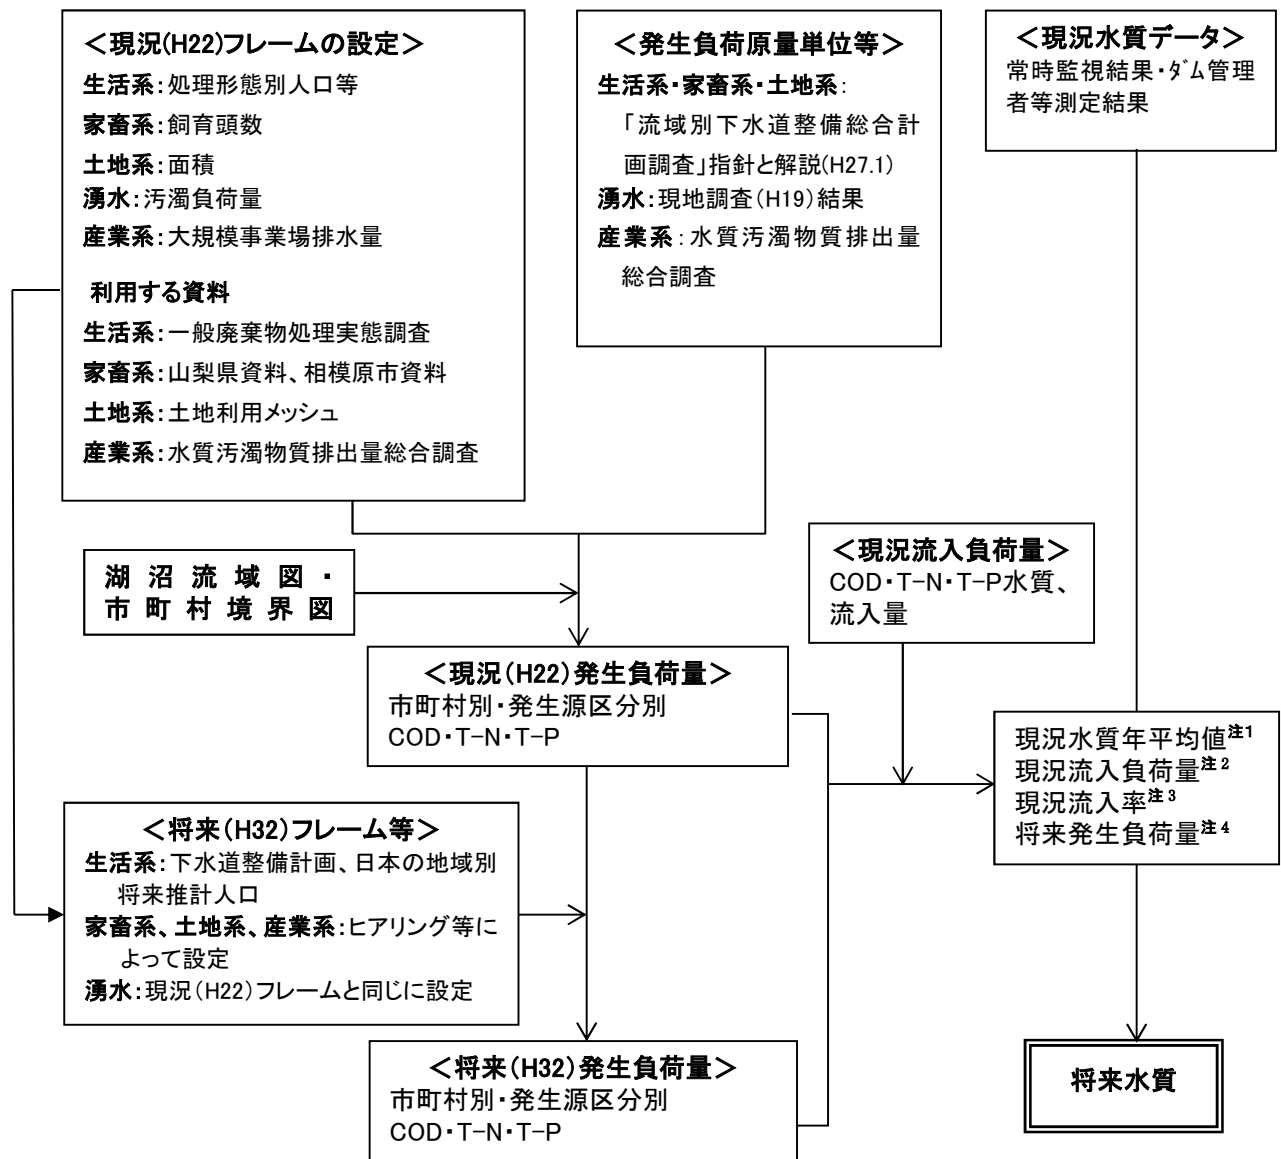 ＜現況(H22)フレームの設定＞
生活系：処理形態別人口等
家畜系：飼育頭数
土地系：面積
湧水：汚濁負荷量
産業系：大規模事業場排水量
利用する資料
生活系：一般廃棄物処理実態調査
家畜系：山梨県資料、相模原市資料
土地系：土地利用メッシュ
産業系：水質汚濁物質排出量総合調査
＜発生負荷原量単位等＞
生活系・家畜系・土地系：
「流域別下水道整備総合計
画調査」指針と解説(H27.1)
湧水：現地調査(H19)結果
産業系：水質汚濁物質排出量
総合調査
＜現況水質データ＞
常時監視結果・ﾀﾞﾑ管理
者等測定結果
湖沼流域図・
市町村境界図
＜現況流入負荷量＞
COD・T-N・T-P水質、
流入量
＜現況(H22)発生負荷量＞
市町村別・発生源区分別
COD・T-N・T-P
現況水質年平均値注1
現況流入負荷量注2
現況流入率注3
将来発生負荷量注4
＜将来(H32)フレーム等＞
生活系：下水道整備計画、日本の地域別
将来推計人口
家畜系、土地系、産業系：ヒアリング等に
よって設定
湧水：現況(H22)フレームと同じに設定
＜将来(H32)発生負荷量＞
市町村別・発生源区分別
COD・T-N・T-P
将来水質